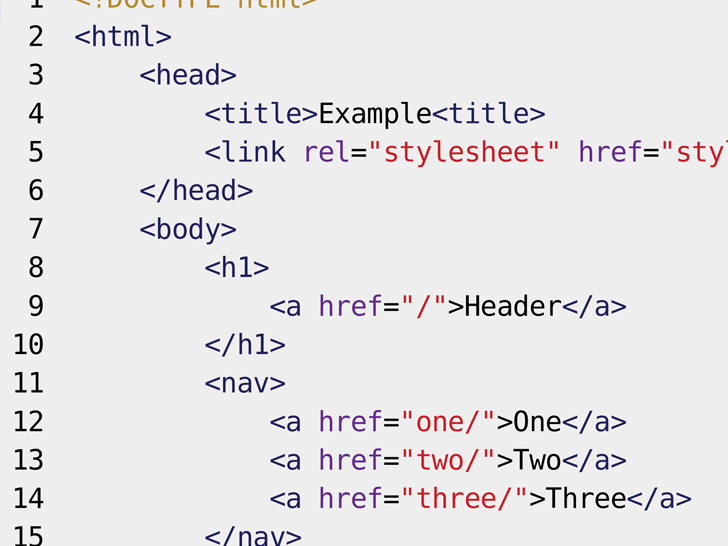 1 <!DOCTYPE html>
2 <html>
3 <head>
4 <title>Example<title>
5 <link rel="stylesheet" href="sty
6 </head>
7 <body>
8 <h1>
9 <a href="/">Header</a>
10 </h1>
11 <nav>
12 <a href="one/">One</a>
13 <a href="two/">Two</a>
14 <a href="three/">Three</a>
15 </nav>